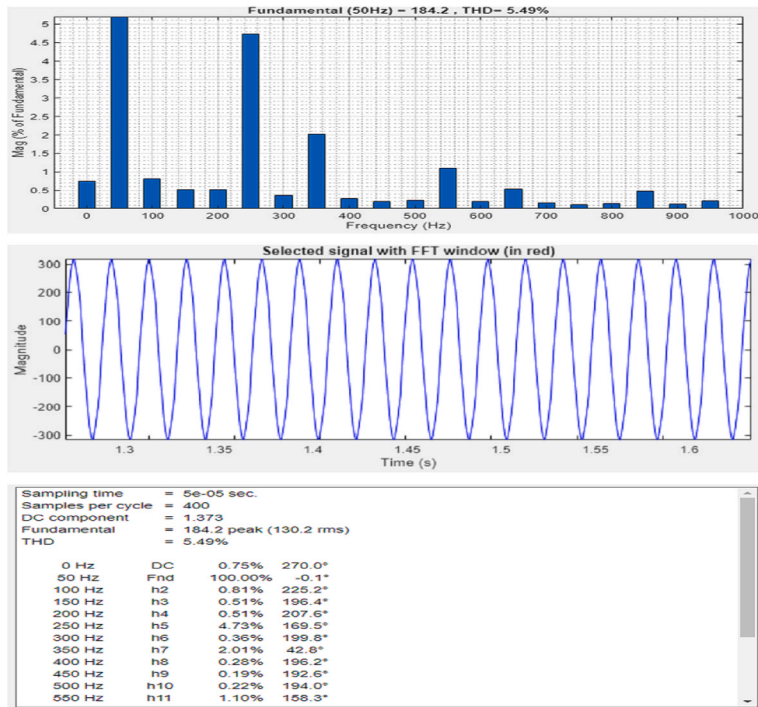 Fundamental (50Hz) = 184.2 , THD= 5.49%
Mag (% of Fundamental)
5
4.5
3.5
3
2.5
2
1.5
1
0.5
0
0 100 200 300 400 500 600 700 800 900 1000
Frequency (Hz)
Selected signal with FFT window (in red)
Magnitude
300
200
100
0
-100
-200
-300
1.3 1.35 1.4 1.45 1.5 1.55 1.6
Time (s)
Sampling time = 5e-05 sec.
Samples per cycle = 400
DC component = 1.373
Fundamental = 184.2 peak (130.2 rms)
THD = 5.49%
0 Hz DC 0.75% 270.0°
50 Hz Fnd 100.00% -0.1°
100 Hz h2 0.81% 225.2°
150 Hz h3 0.51% 196.4°
200 Hz h4 0.51% 207.6°
250 Hz h5 4.73% 169.5°
300 Hz h6 0.36% 199.8°
350 Hz h7 2.01% 42.8°
400 Hz h8 0.28% 196.2°
450 Hz h9 0.19% 192.6°
500 Hz h10 0.22% 194.0°
550 Hz h11 1.10% 158.3°